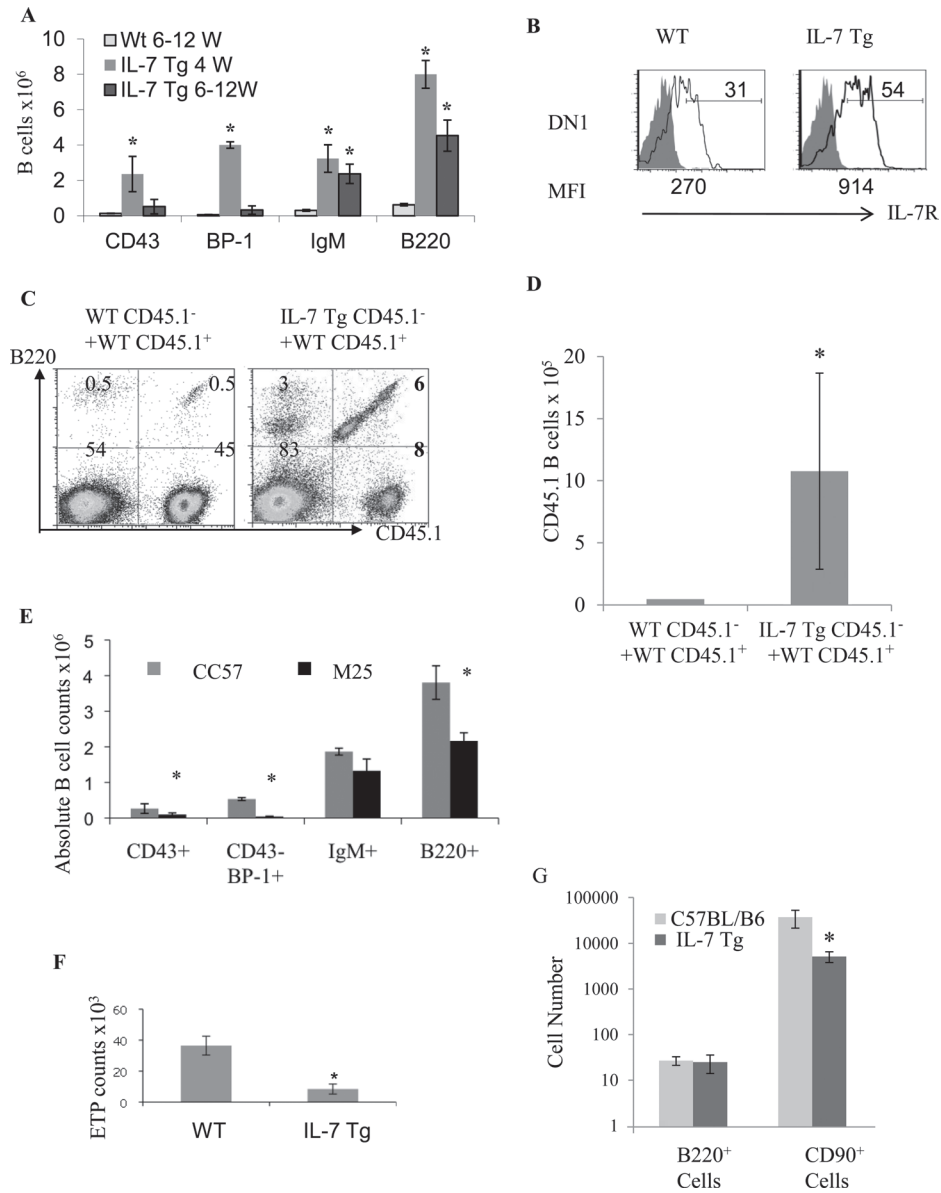 A
B cells x10⁶
10
8
6
4
2
0
Wt 6-12 W
IL-7 Tg 4 W
IL-7 Tg 6-12W
*
*
*
*
*
*
CD43
BP-1
IgM
B220
B
WT
IL-7 Tg
DN1
31
54
MFI
270
914
IL-7R
C
WT CD45.1⁻
+WT CD45.1⁺
IL-7 Tg CD45.1⁻
+WT CD45.1⁺
B220
0.5
0.5
54
45
3
6
83
8
CD45.1
D
CD45.1 B cells x 10⁵
20
15
10
5
0
*
WT CD45.1⁻
+WT CD45.1⁺
IL-7 Tg CD45.1⁻
+WT CD45.1⁺
E
Absolute B cell counts x10⁶
5
4
3
2
1
0
CC57
M25
*
*
*
CD43+
CD43-
BP-1+
IgM+
B220+
F
ETP counts x10³
60
40
20
0
*
WT
IL-7 Tg
G
Cell Number
100000
10000
1000
100
10
1
C57BL/B6
IL-7 Tg
*
B220⁺
Cells
CD90⁺
Cells